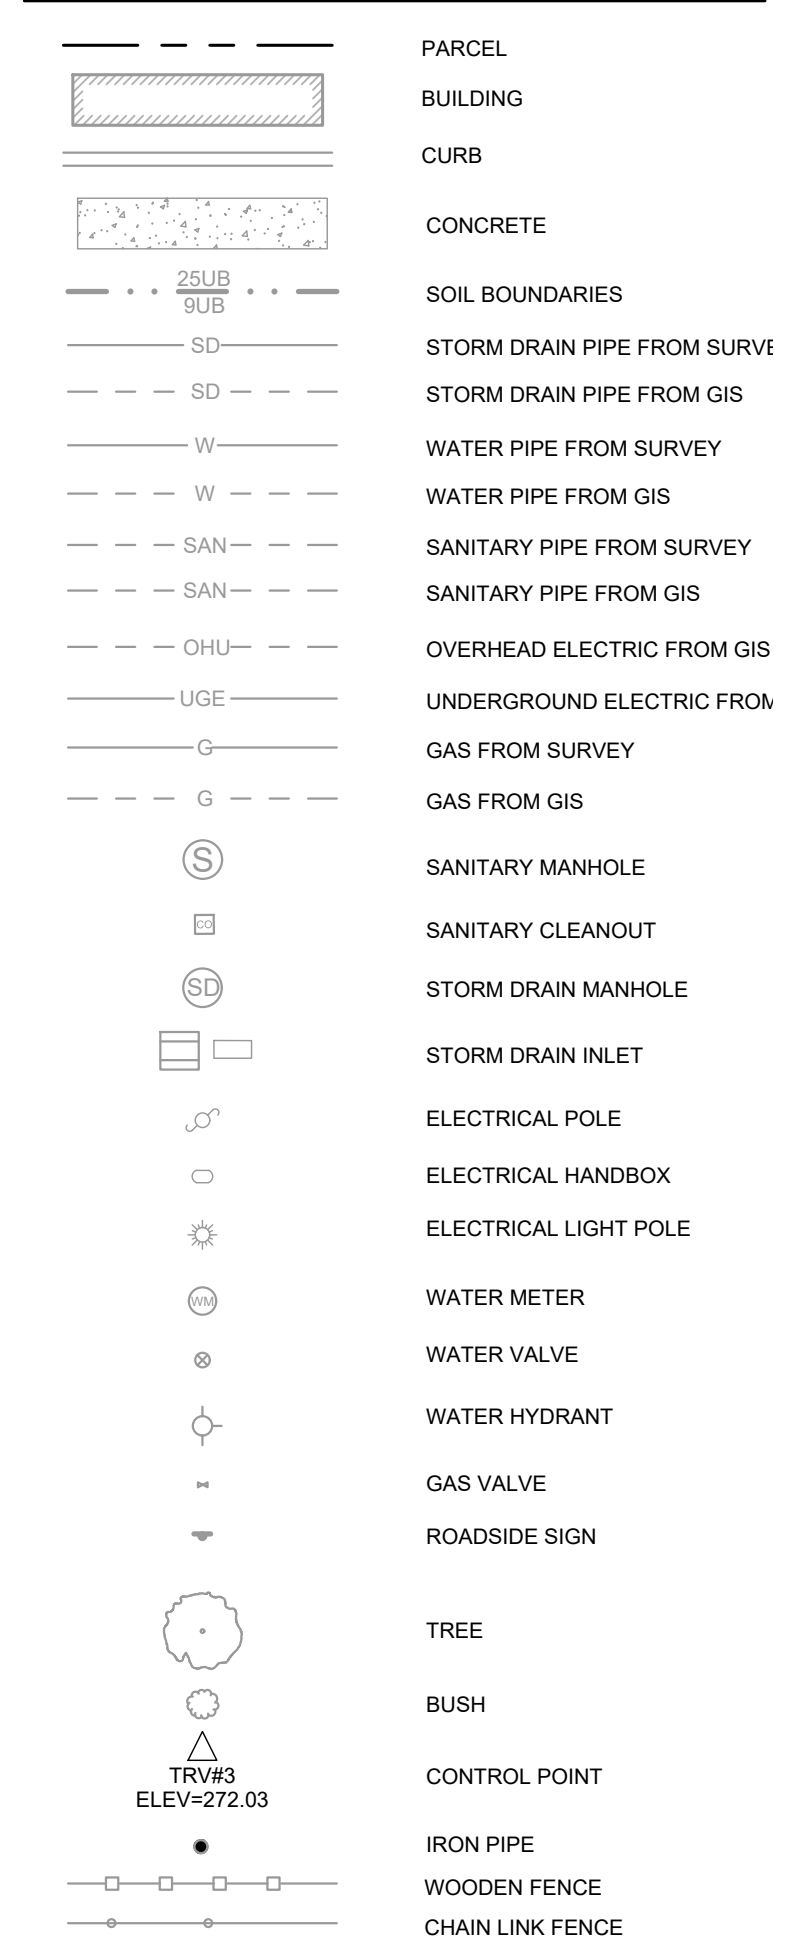 PARCEL
BUILDING
CURB
CONCRETE
25UB
9UB
SOIL BOUNDARIES
SD STORM DRAIN PIPE FROM SURVE
SD STORM DRAIN PIPE FROM GIS
W WATER PIPE FROM SURVEY
W WATER PIPE FROM GIS
SAN SANITARY PIPE FROM SURVEY
SAN SANITARY PIPE FROM GIS
OHU OVERHEAD ELECTRIC FROM GIS
UGE UNDERGROUND ELECTRIC FROM
G GAS FROM SURVEY
G GAS FROM GIS
S SANITARY MANHOLE
CO SANITARY CLEANOUT
SD STORM DRAIN MANHOLE
STORM DRAIN INLET
ELECTRICAL POLE
ELECTRICAL HANDBOX
ELECTRICAL LIGHT POLE
WM WATER METER
WATER VALVE
WATER HYDRANT
GAS VALVE
ROADSIDE SIGN
TREE
BUSH
TRV#3
ELEV=272.03
CONTROL POINT
IRON PIPE
WOODEN FENCE
CHAIN LINK FENCE